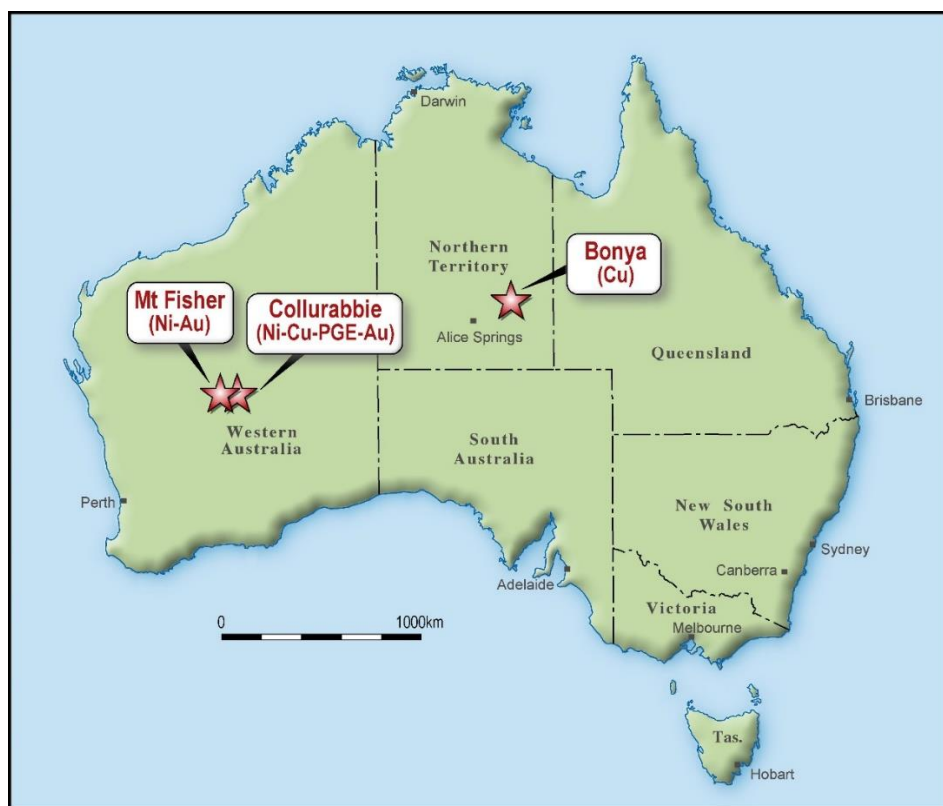 Darwin
Northern
Territory
Bonya
(Cu)
Mt Fisher
(Ni-Au)
Collurabbie
(Ni-Cu-PGE-Au)
Alice Springs
Queensland
Brisbane
Western
Australia
South
Australia
Perth
New South
Wales
Sydney
Canberra
Adelaide
Victoria
Melbourne
0
1000km
Tas.
Hobart